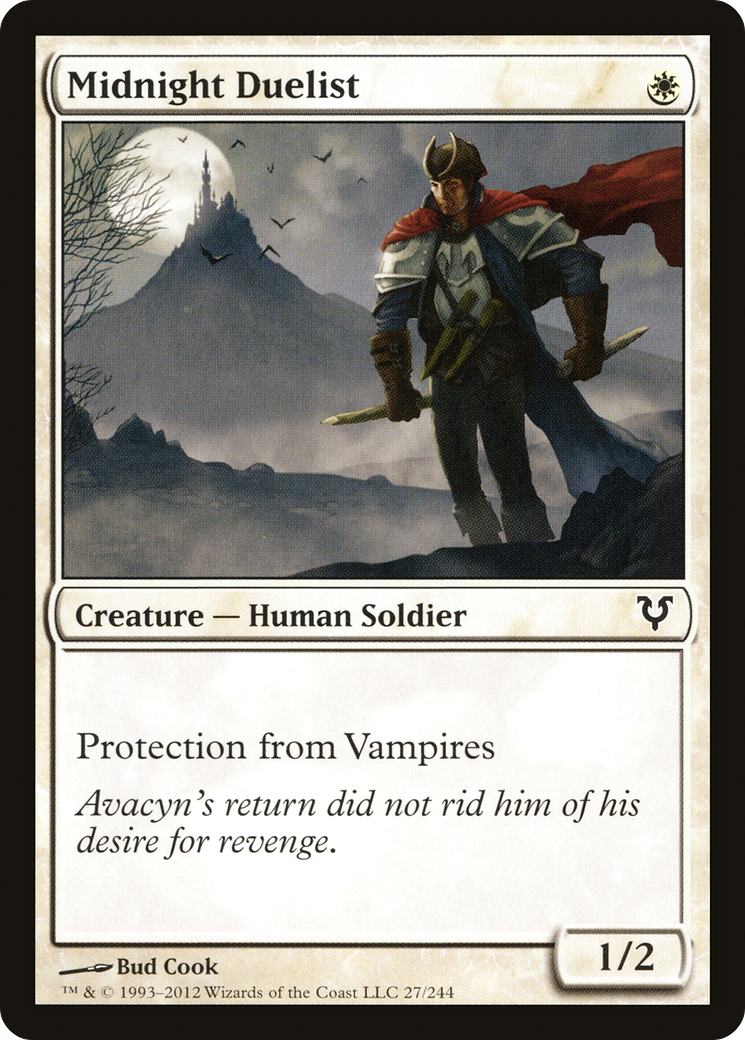 Midnight Duelist
Creature — Human Soldier
Protection from Vampires
Avacyn's return did not rid him of his
desire for revenge.
1/2
Bud Cook
™ & © 1993–2012 Wizards of the Coast LLC 27/244